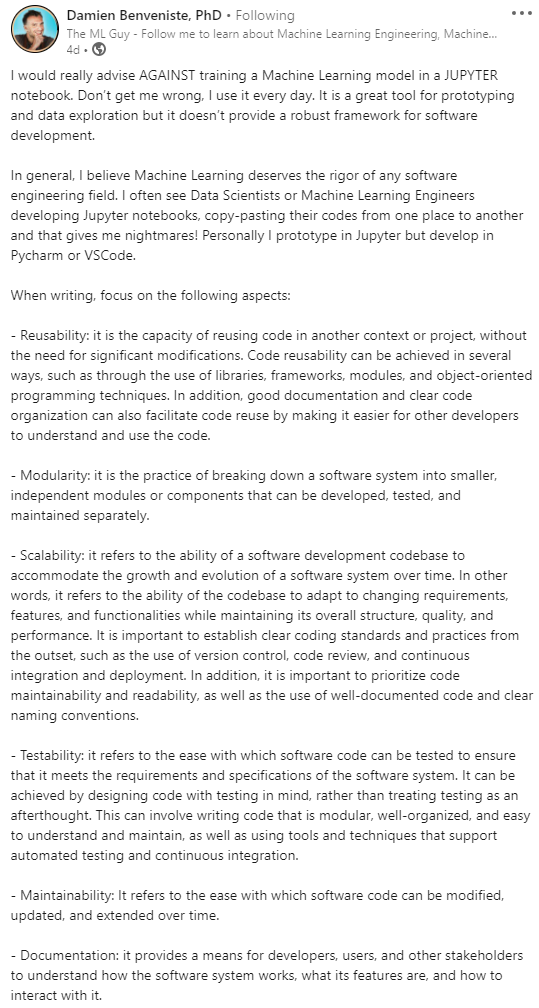 Damien Benveniste, PhD • Following
The ML Guy - Follow me to learn about Machine Learning Engineering, Machine...
4d •
I would really advise AGAINST training a Machine Learning model in a JUPYTER
notebook. Don't get me wrong, I use it every day. It is a great tool for prototyping
and data exploration but it doesn't provide a robust framework for software
development.
In general, I believe Machine Learning deserves the rigor of any software
engineering field. I often see Data Scientists or Machine Learning Engineers
developing Jupyter notebooks, copy-pasting their codes from one place to another
and that gives me nightmares! Personally I prototype in Jupyter but develop in
Pycharm or VSCode.
When writing, focus on the following aspects:
- Reusability: it is the capacity of reusing code in another context or project, without
the need for significant modifications. Code reusability can be achieved in several
ways, such as through the use of libraries, frameworks, modules, and object-oriented
programming techniques. In addition, good documentation and clear code
organization can also facilitate code reuse by making it easier for other developers
to understand and use the code.
- Modularity: it is the practice of breaking down a software system into smaller,
independent modules or components that can be developed, tested, and
maintained separately.
- Scalability: it refers to the ability of a software development codebase to
accommodate the growth and evolution of a software system over time. In other
words, it refers to the ability of the codebase to adapt to changing requirements,
features, and functionalities while maintaining its overall structure, quality, and
performance. It is important to establish clear coding standards and practices from
the outset, such as the use of version control, code review, and continuous
integration and deployment. In addition, it is important to prioritize code
maintainability and readability, as well as the use of well-documented code and clear
naming conventions.
- Testability: it refers to the ease with which software code can be tested to ensure
that it meets the requirements and specifications of the software system. It can be
achieved by designing code with testing in mind, rather than treating testing as an
afterthought. This can involve writing code that is modular, well-organized, and easy
to understand and maintain, as well as using tools and techniques that support
automated testing and continuous integration.
- Maintainability: It refers to the ease with which software code can be modified,
updated, and extended over time.
- Documentation: it provides a means for developers, users, and other stakeholders
to understand how the software system works, what its features are, and how to
interact with it.